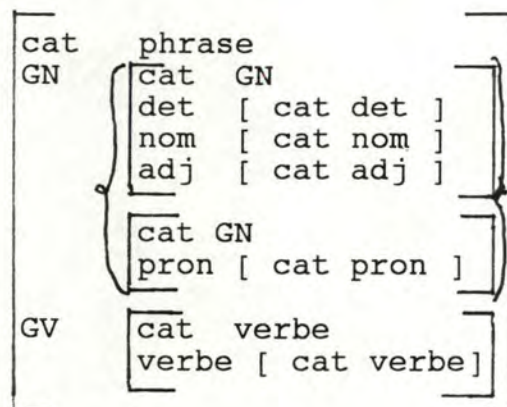 cat phrase
GN cat GN
det [ cat det ]
nom [ cat nom ]
adj [ cat adj ]
cat GN
pron [ cat pron ]
GV cat verbe
verbe [ cat verbe]